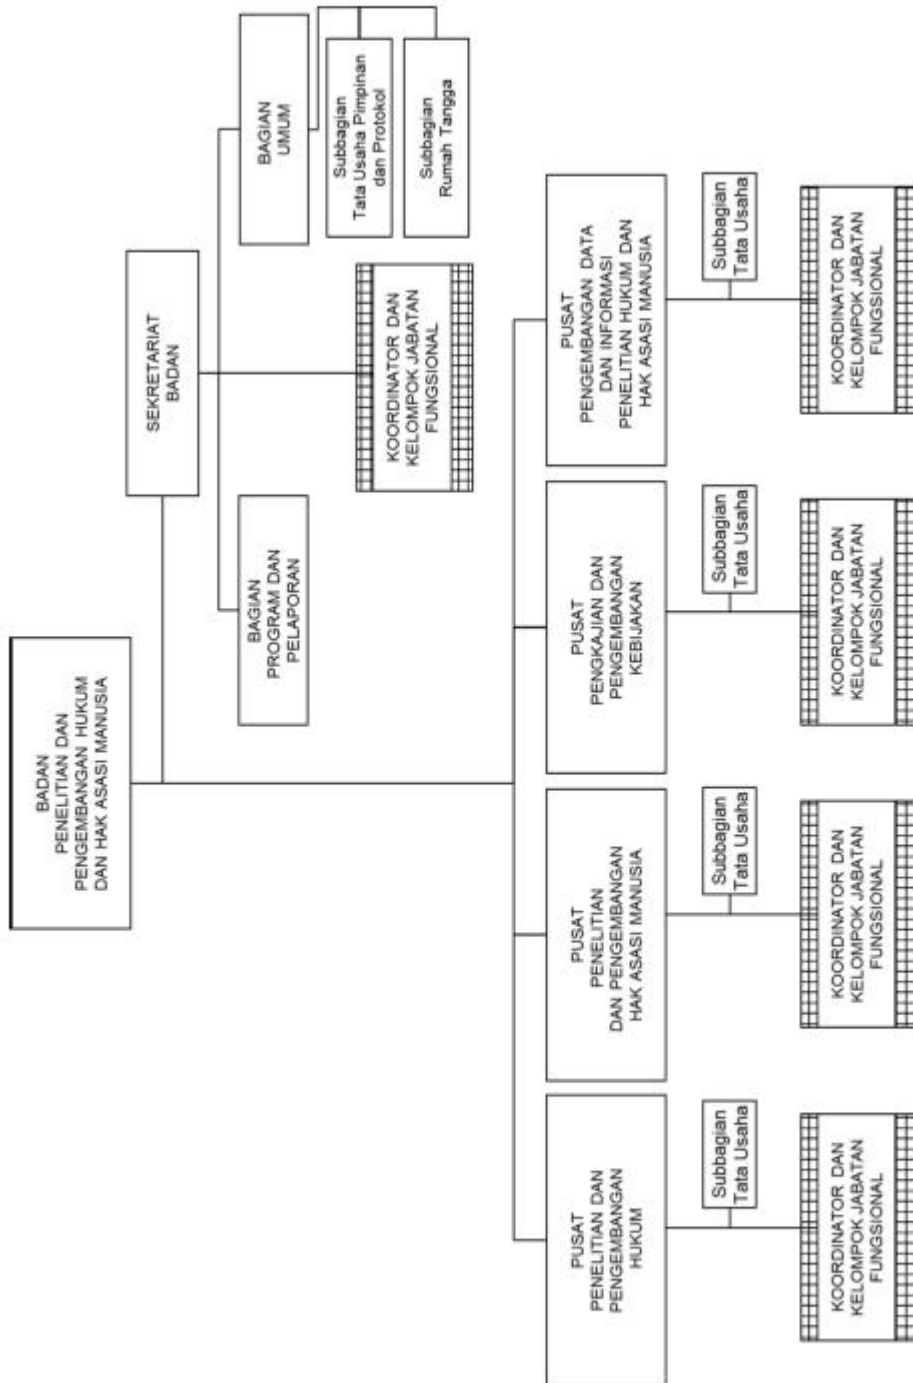 BADAN
PENELITIAN DAN
PENGEMBANGAN HUKUM
DAN HAK ASASI MANUSIA
SEKRETARIAT
BADAN
BAGIAN
PROGRAM DAN
PELAPORAN
BAGIAN
UMUM
Subbagian
Tata Usaha Pimpinan
dan Protokol
Subbagian
Rumah Tangga
KOORDINATOR DAN
KELOMPOK JABATAN
FUNGSIONAL
PUSAT
PENELITIAN DAN
PENGEMBANGAN
HUKUM
PUSAT
PENELITIAN
DAN PENGEMBANGAN
HAK ASASI MANUSIA
PUSAT
PENGKAJIAN DAN
PENGEMBANGAN
KEBIJAKAN
PUSAT
PENGEMBANGAN DATA
DAN INFORMASI
PENELITIAN HUKUM DAN
HAK ASASI MANUSIA
Subbagian
Tata Usaha
Subbagian
Tata Usaha
Subbagian
Tata Usaha
Subbagian
Tata Usaha
KOORDINATOR DAN
KELOMPOK JABATAN
FUNGSIONAL
KOORDINATOR DAN
KELOMPOK JABATAN
FUNGSIONAL
KOORDINATOR DAN
KELOMPOK JABATAN
FUNGSIONAL
KOORDINATOR DAN
KELOMPOK JABATAN
FUNGSIONAL